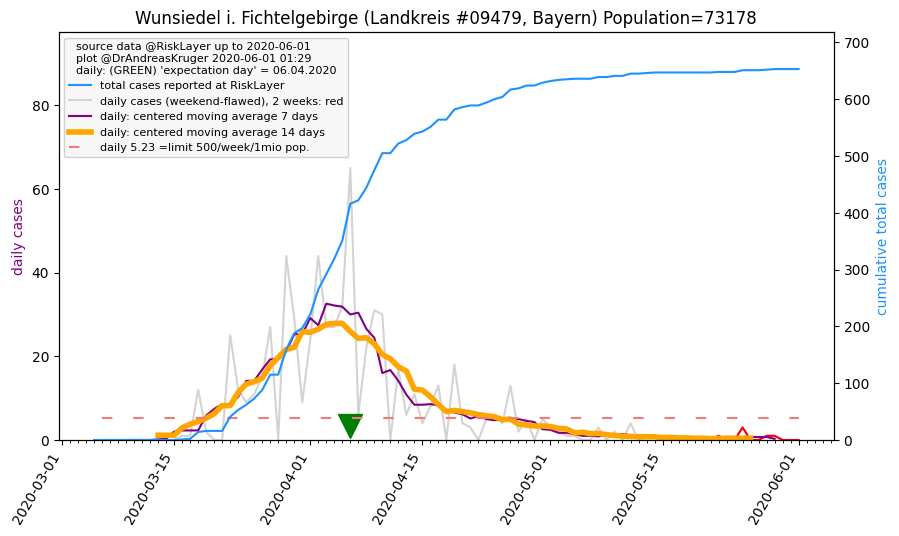 Wunsiedel i. Fichtelgebirge (Landkreis #09479, Bayern) Population=73178
source data @RiskLayer up to 2020-06-01
plot @DrAndreasKruger 2020-06-01 01:29
daily: (GREEN) 'expectation day' = 06.04.2020
total cases reported at RiskLayer
daily cases (weekend-flawed), 2 weeks: red
daily: centered moving average 7 days
daily: centered moving average 14 days
daily 5.23 =limit 500/week/1mio pop.
daily cases
80
60
40
20
0
cumulative total cases
700
600
500
400
300
200
100
0
2020-03-01
2020-03-15
2020-04-01
2020-04-15
2020-05-01
2020-05-15
2020-06-01